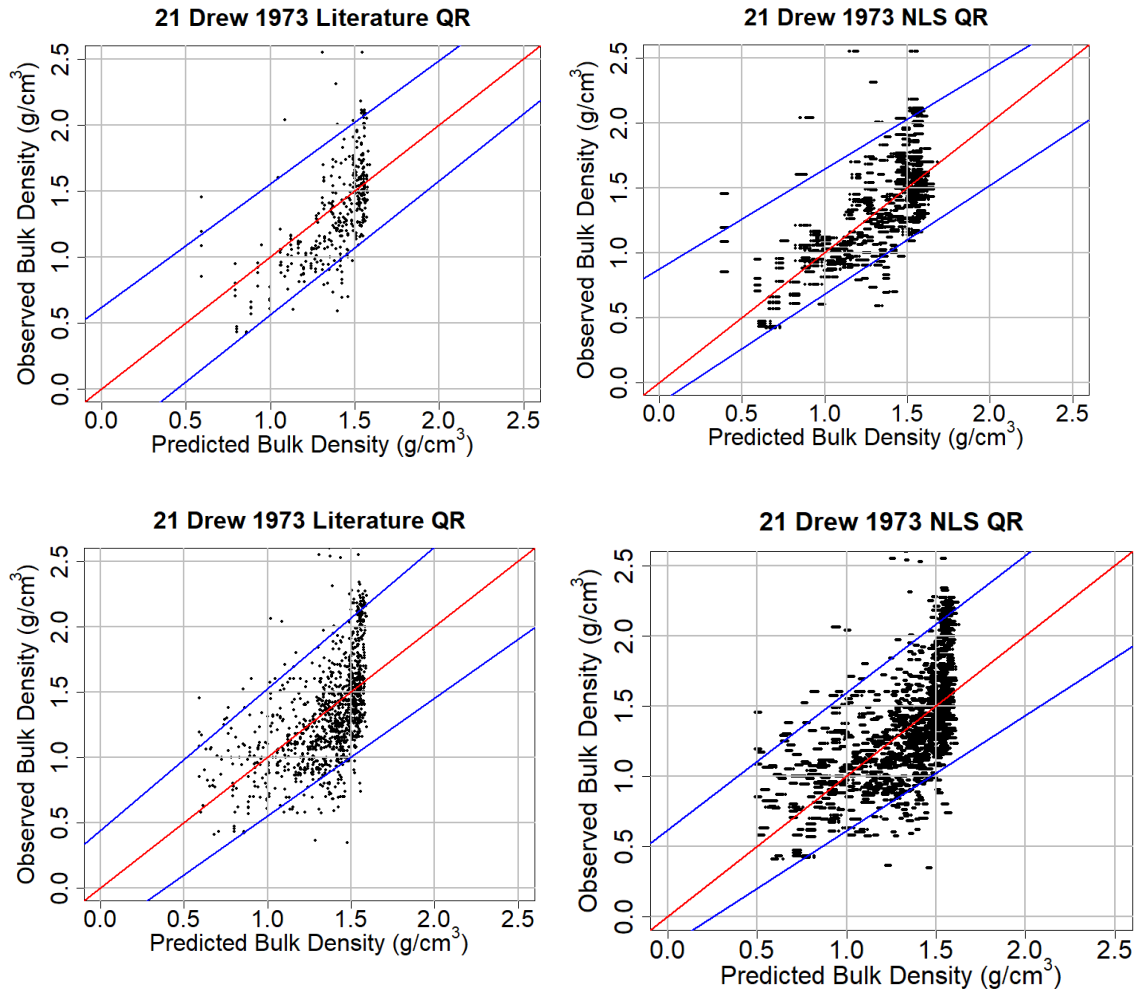 21 Drew 1973 Literature QR
Observed Bulk Density (g/cm³)
0.0 0.5 1.0 1.5 2.0 2.5
0.0 0.5 1.0 1.5 2.0 2.5
Predicted Bulk Density (g/cm³)
21 Drew 1973 NLS QR
Observed Bulk Density (g/cm³)
0.0 0.5 1.0 1.5 2.0 2.5
0.0 0.5 1.0 1.5 2.0 2.5
Predicted Bulk Density (g/cm³)
21 Drew 1973 Literature QR
Observed Bulk Density (g/cm³)
0.0 0.5 1.0 1.5 2.0 2.5
0.0 0.5 1.0 1.5 2.0 2.5
Predicted Bulk Density (g/cm³)
21 Drew 1973 NLS QR
Observed Bulk Density (g/cm³)
0.0 0.5 1.0 1.5 2.0 2.5
0.0 0.5 1.0 1.5 2.0 2.5
Predicted Bulk Density (g/cm³)